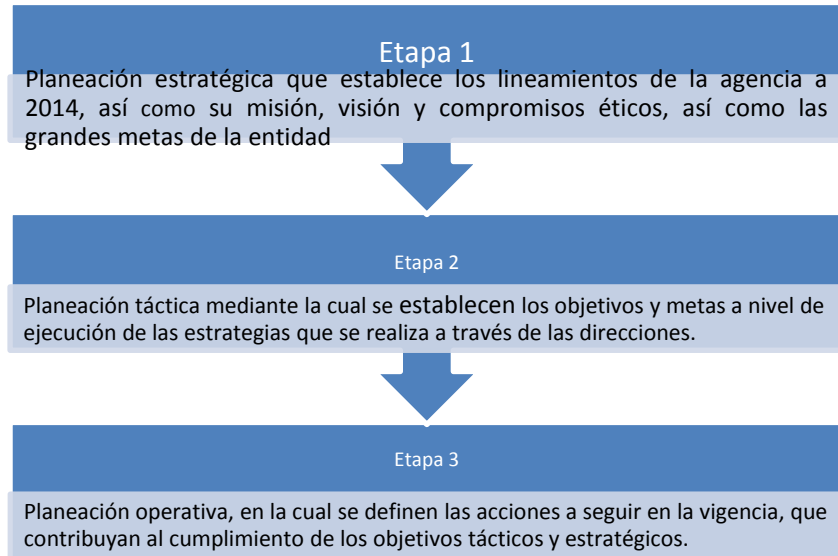 Etapa 1
Planeación estratégica que establece los lineamientos de la agencia a
2014, así como su misión, visión y compromisos éticos, así como las
grandes metas de la entidad
Etapa 2
Planeación táctica mediante la cual se establecen los objetivos y metas a nivel de
ejecución de las estrategias que se realiza a través de las direcciones.
Etapa 3
Planeación operativa, en la cual se definen las acciones a seguir en la vigencia, que
contribuyan al cumplimiento de los objetivos tácticos y estratégicos.